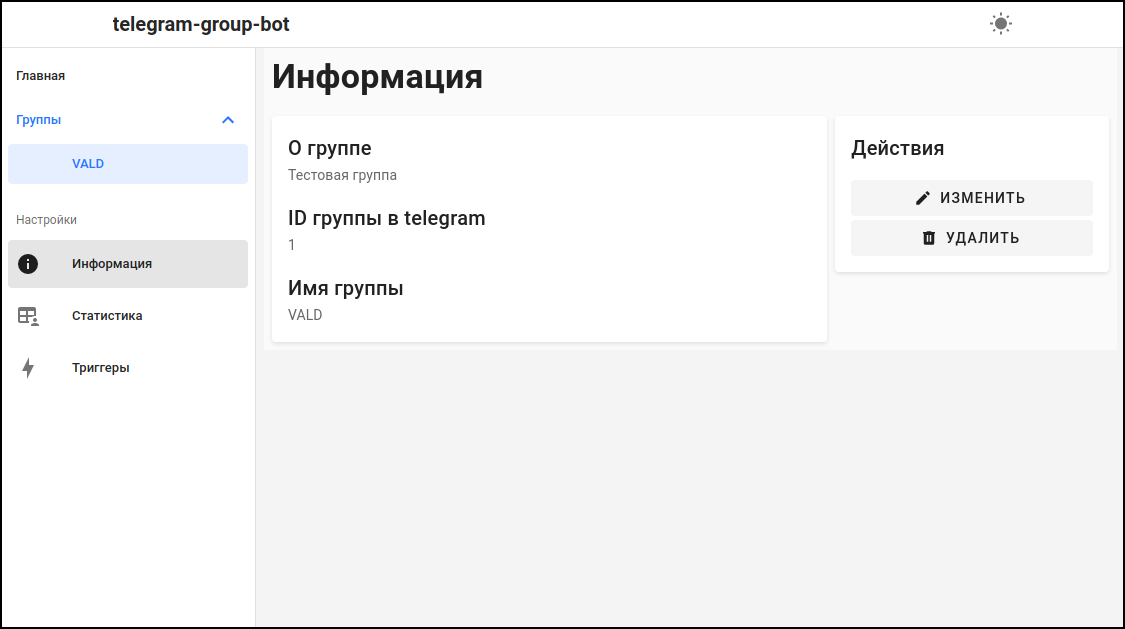 telegram-group-bot
Главная
Группы
VALD
Настройки
Информация
Статистика
Триггеры
Информация
О группе
Тестовая группа
ID группы в telegram
1
Имя группы
VALD
Действия
ИЗМЕНИТЬ
УДАЛИТЬ